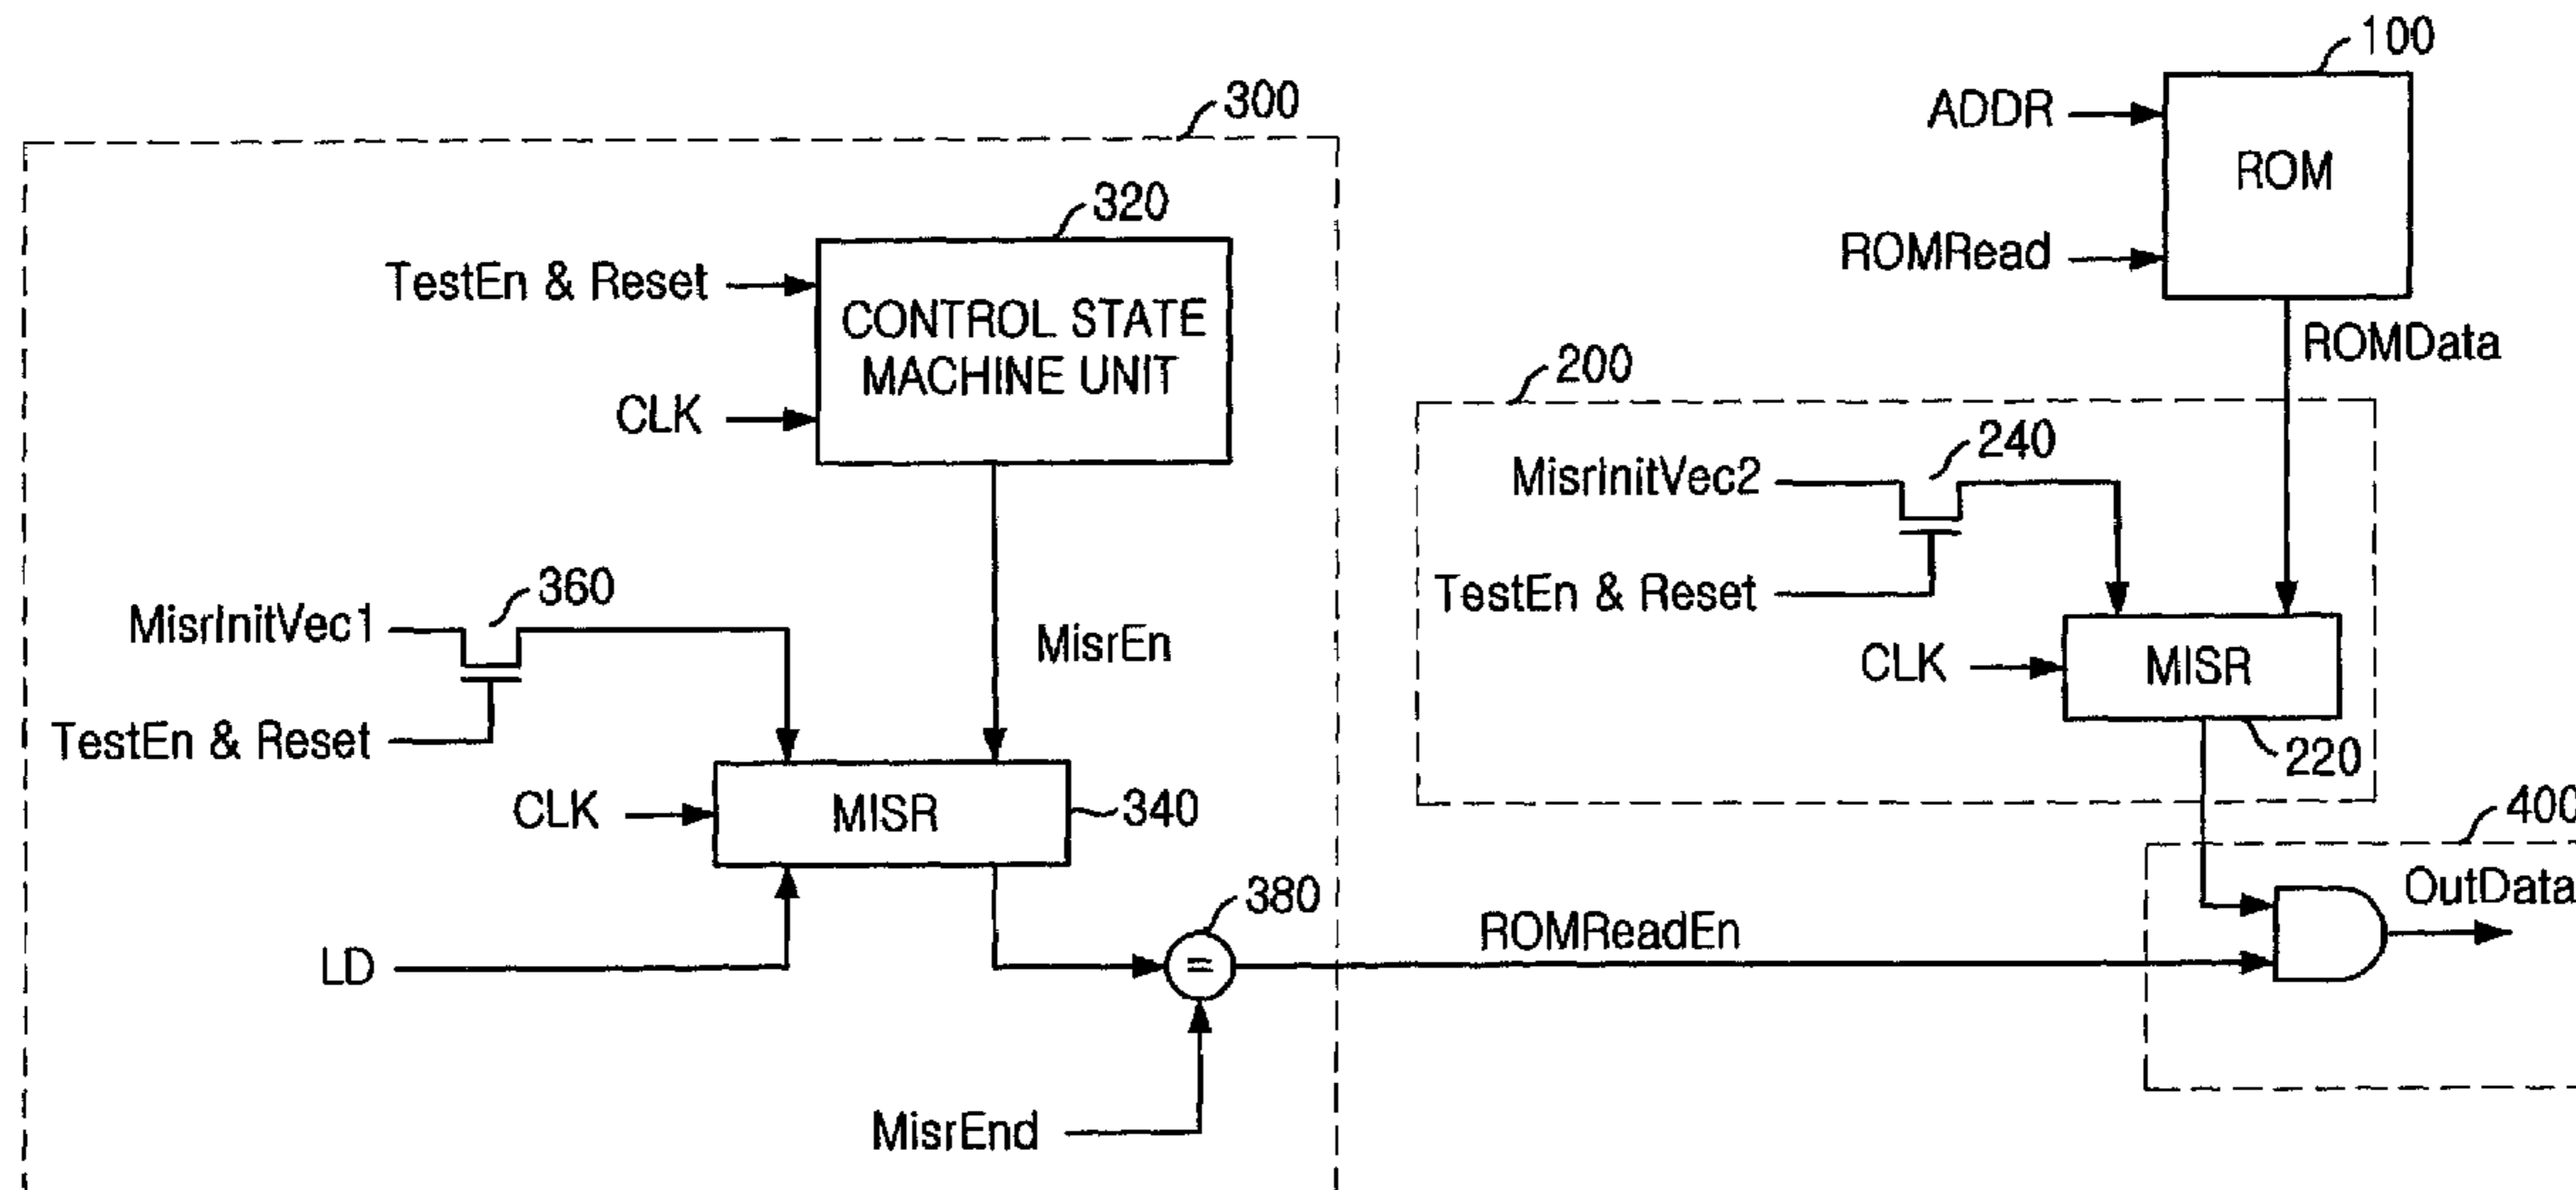 100
ADDR
ROM
ROMRead
ROMData
300
320
TestEn & Reset
CONTROL STATE
MACHINE UNIT
CLK
MisrEn
360
MisrInitVec1
TestEn & Reset
CLK
MISR
340
LD
380
=
MisrEnd
ROMReadEn
200
240
MisrInitVec2
TestEn & Reset
CLK
MISR
220
400
OutData